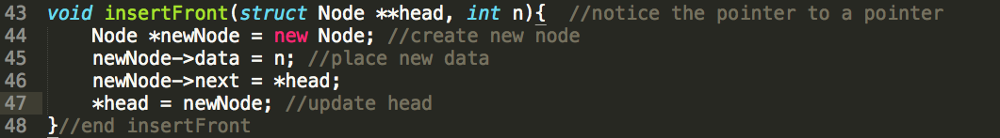 43 void insertFront(struct Node **head, int n){ //notice the pointer to a pointer
44 Node *newNode = new Node; //create new node
45 newNode->data = n; //place new data
46 newNode->next = *head;
47 *head = newNode; //update head
48 }//end insertFront